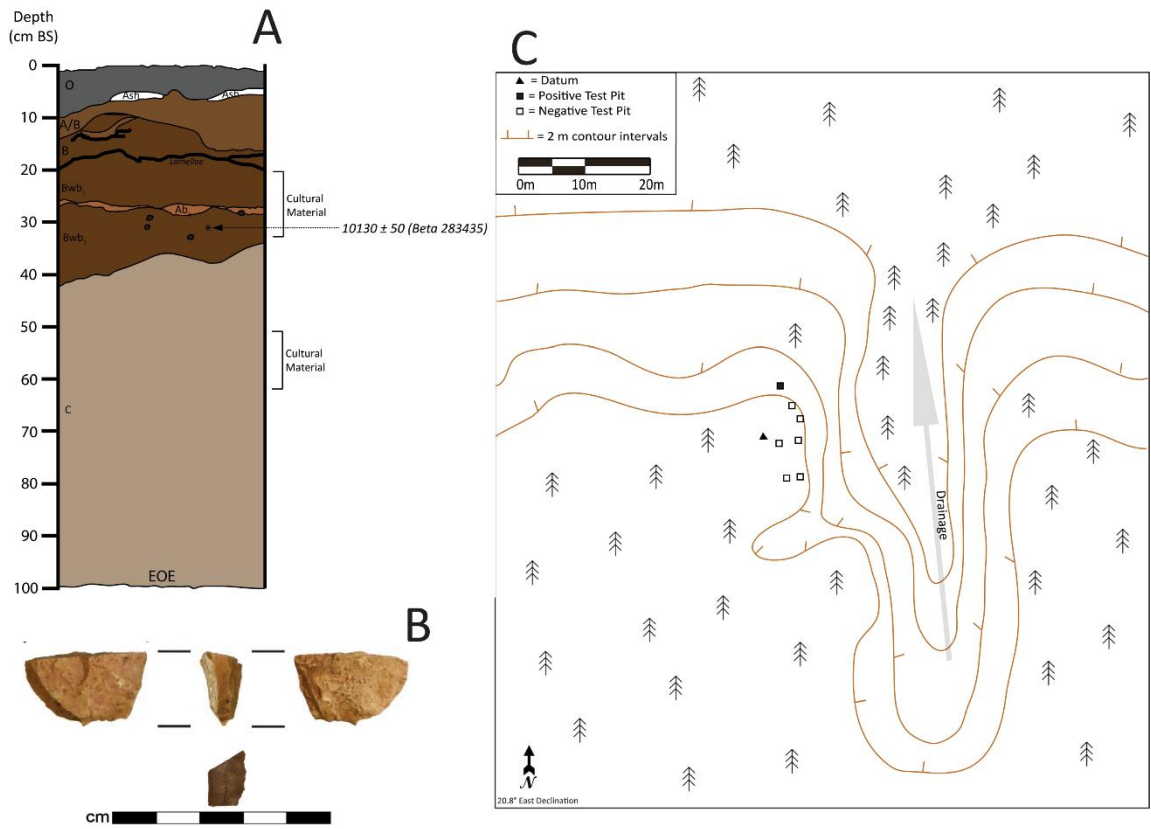 Depth
(cm BS)
A
0
10
20
30
40
50
60
70
80
90
100
O
Ash
Ash
A/B
B
Lamellae
Bwb₁
Ab
Bwb₂
C
EOE
Cultural
Material
10130 ± 50 (Beta 283435)
Cultural
Material
B
cm
C
= Datum
= Positive Test Pit
= Negative Test Pit
= 2 m contour intervals
0m 10m 20m
Drainage
N
20.8° East Declination